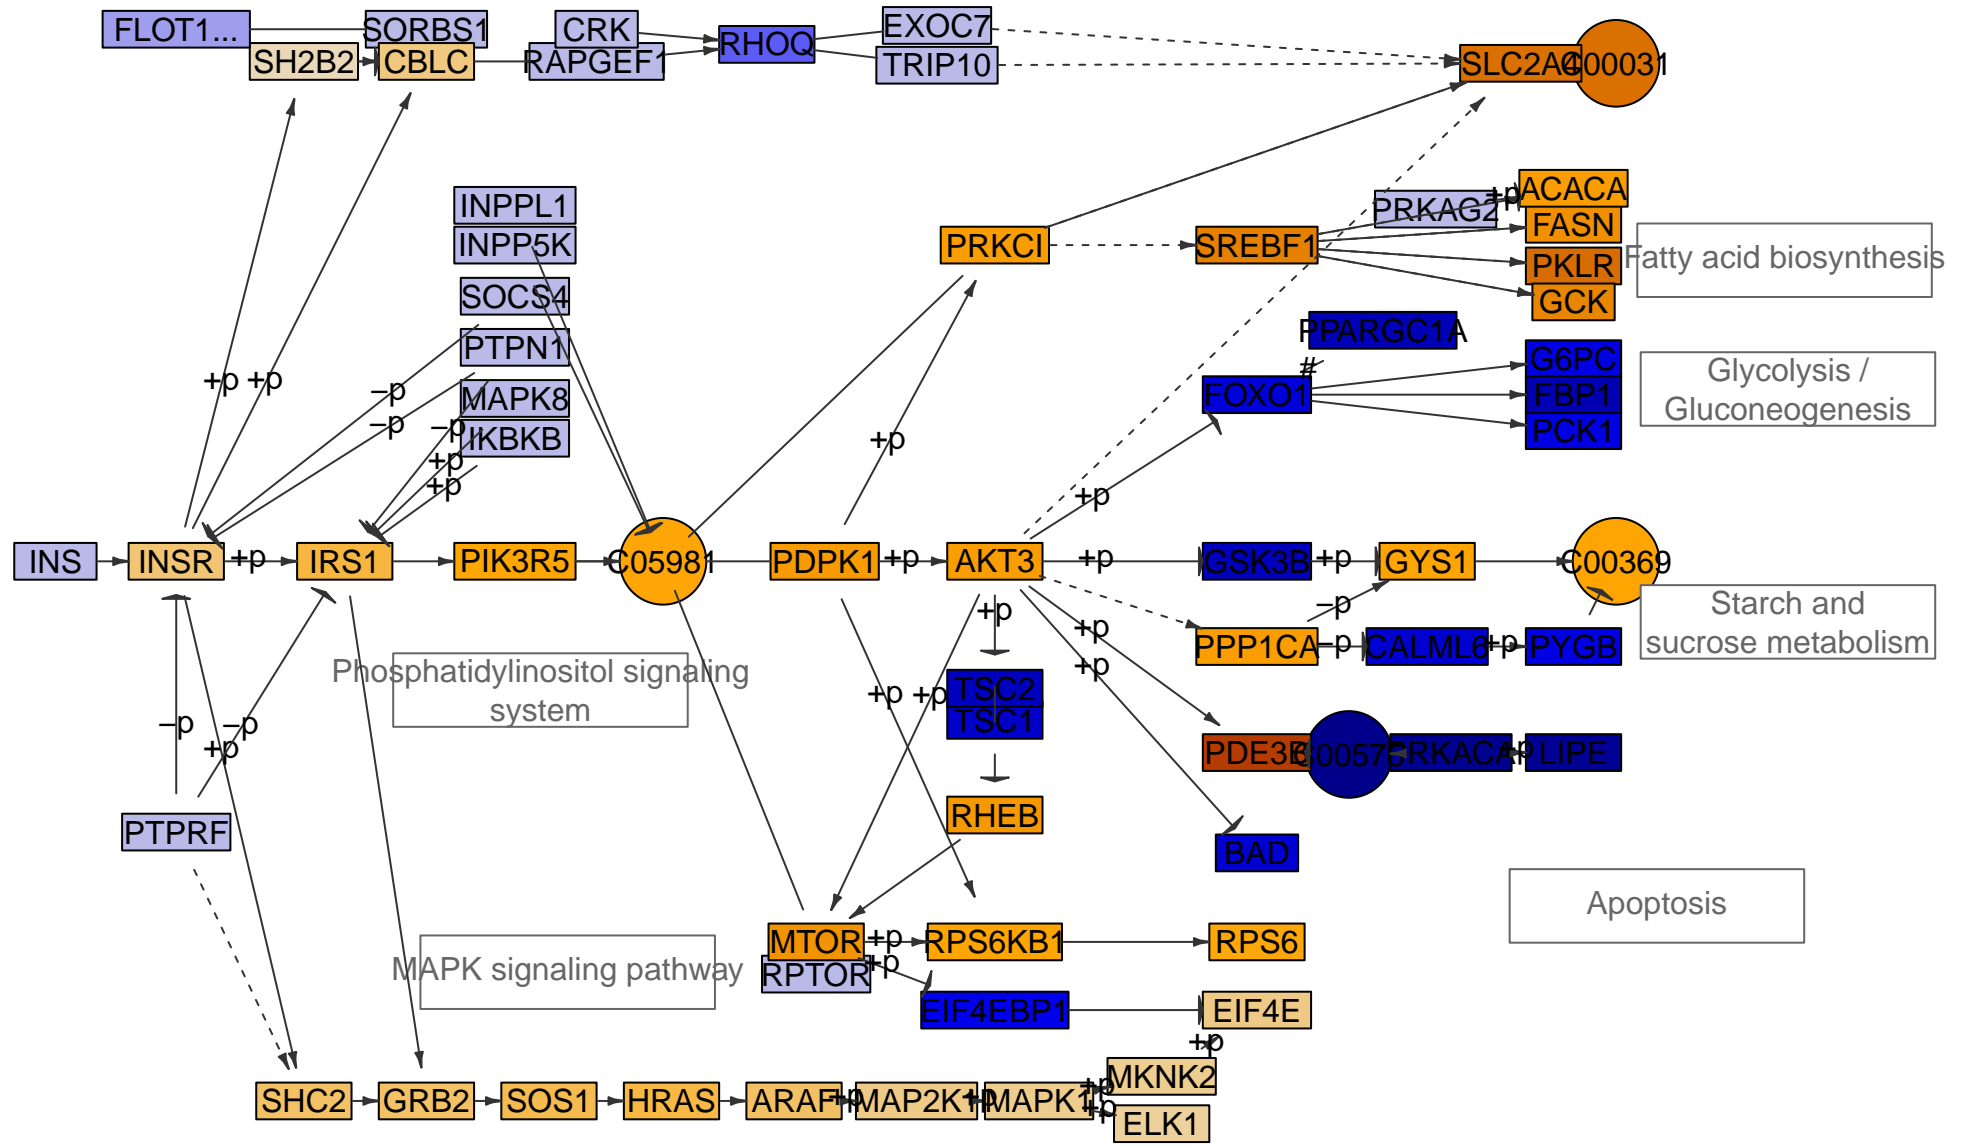 FLOT1...
SORBS1
CRK
EXOC7
RHOQ
SH2B2
CBLC
RAPGEF1
TRIP10
SLC2A4
C00031
INPPL1
PRKAG2
+p
ACACA
FASN
INPP5K
PRKCI
SREBF1
PKLR
Fatty acid biosynthesis
GCK
SOCS4
PTPN1
PPARGC1A
G6PC
#
Glycolysis /
Gluconeogenesis
+p
+p
−p
MAPK8
FOXO1
FBP1
−p
−p
IKBKB
+p
PCK1
+p
+p
+p
INS
INSR
+p
IRS1
PIK3R5
C05981
PDPK1
+p
AKT3
+p
GSK3B
+p
GYS1
C00369
+p
−p
Starch and
sucrose metabolism
+p
PPP1CA
−p
CALML6
+p
PYGB
+p
Phosphatidylinositol signaling
system
+p
+p
TSC2
TSC1
−p
−p
+p
PDE3B
PRKACA
+p
LIPE
PTPRF
RHEB
BAD
Apoptosis
MTOR
+p
RPS6KB1
RPS6
MAPK signaling pathway
RPTOR
+p
EIF4EBP1
EIF4E
+p
MKNK2
SHC2
GRB2
SOS1
HRAS
ARAF
+p
MAP2K1
+p
MAPK1
+p
+p
ELK1